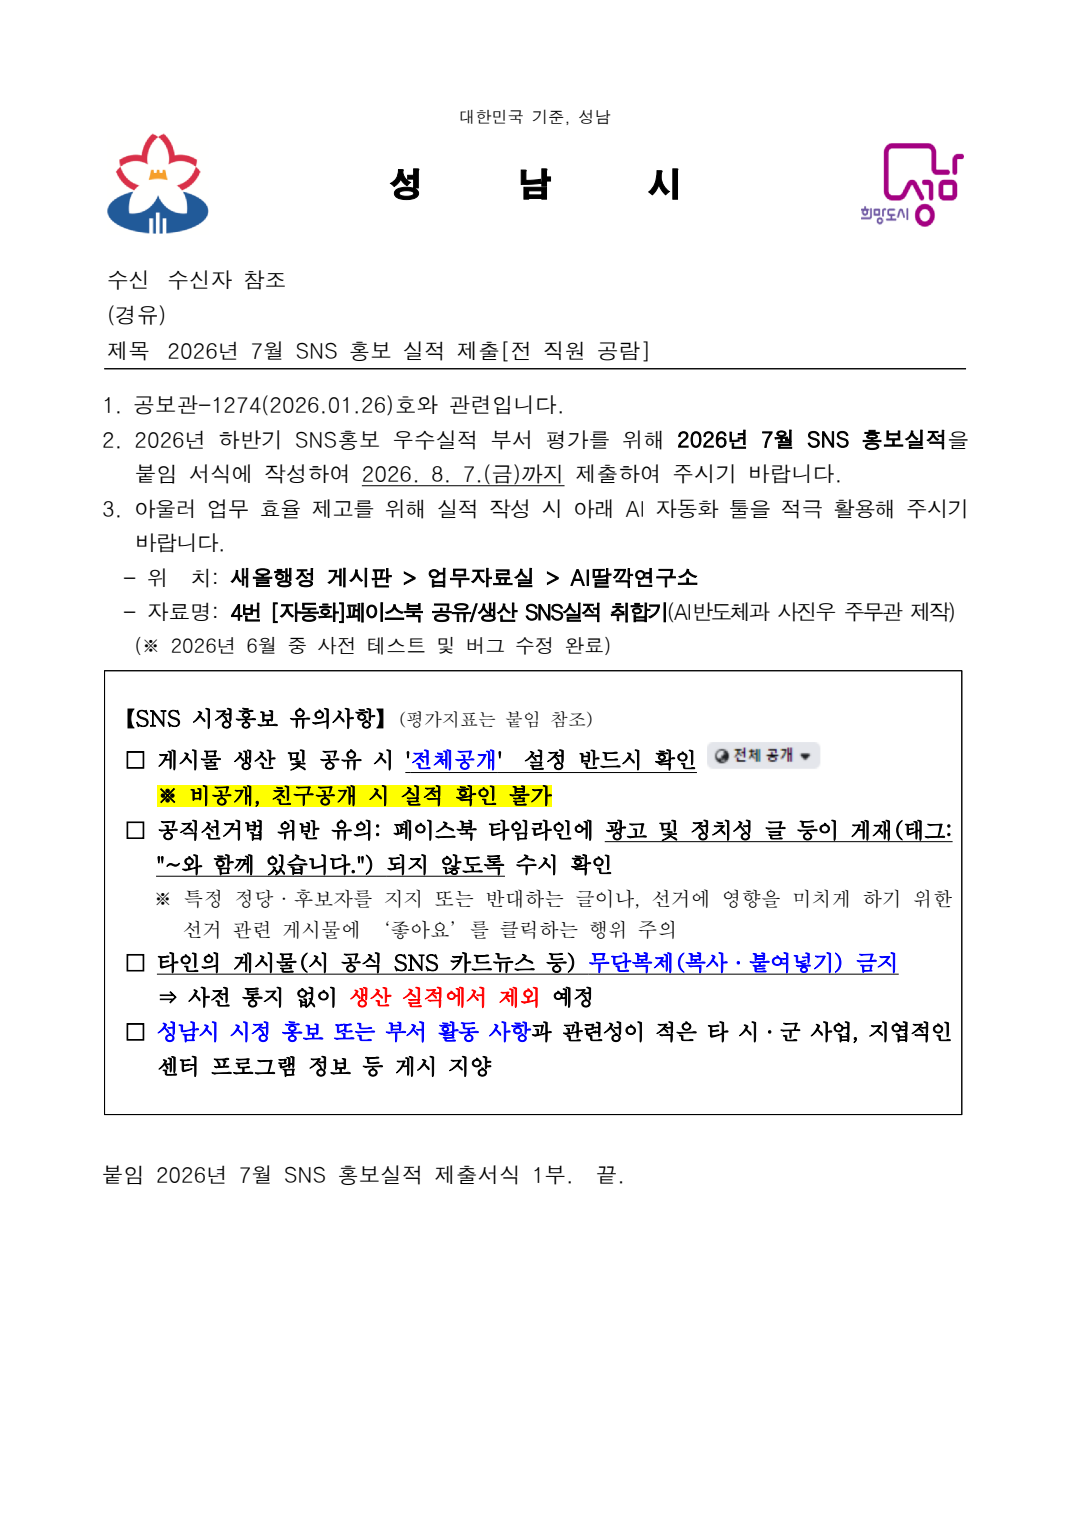 대한민국 기준, 성남
성 남 시
성남
희망도시
수신 수신자 참조
(경유)
제목 2026년 7월 SNS 홍보 실적 제출[전 직원 공람]
1. 공보관-1274(2026.01.26)호와 관련입니다.
2. 2026년 하반기 SNS홍보 우수실적 부서 평가를 위해 2026년 7월 SNS 홍보실적을
붙임 서식에 작성하여 2026. 8. 7.(금)까지 제출하여 주시기 바랍니다.
3. 아울러 업무 효율 제고를 위해 실적 작성 시 아래 AI 자동화 툴을 적극 활용해 주시기
바랍니다.
- 위 치: 새올행정 게시판 > 업무자료실 > AI딸깍연구소
- 자료명: 4번 [자동화]페이스북 공유/생산 SNS실적 취합기(AI반도체과 사진우 주무관 제작)
(※ 2026년 6월 중 사전 테스트 및 버그 수정 완료)
【SNS 시정홍보 유의사항】 (평가지표는 붙임 참조)
□ 게시물 생산 및 공유 시 '전체공개' 설정 반드시 확인 전체 공개
※ 비공개, 친구공개 시 실적 확인 불가
□ 공직선거법 위반 유의: 페이스북 타임라인에 광고 및 정치성 글 등이 게재(태그:
"~와 함께 있습니다.") 되지 않도록 수시 확인
※ 특정 정당·후보자를 지지 또는 반대하는 글이나, 선거에 영향을 미치게 하기 위한
선거 관련 게시물에 ‘좋아요’를 클릭하는 행위 주의
□ 타인의 게시물(시 공식 SNS 카드뉴스 등) 무단복제(복사·붙여넣기) 금지
⇒ 사전 통지 없이 생산 실적에서 제외 예정
□ 성남시 시정 홍보 또는 부서 활동 사항과 관련성이 적은 타 시·군 사업, 지엽적인
센터 프로그램 정보 등 게시 지양
붙임 2026년 7월 SNS 홍보실적 제출서식 1부. 끝.